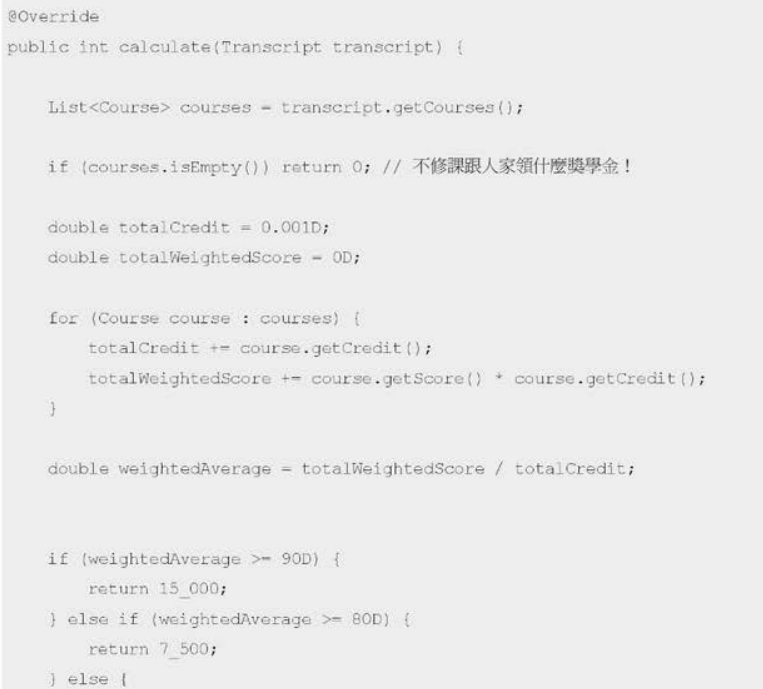 @Override
public int calculate(Transcript transcript) {
List<Course> courses = transcript.getCourses();
if (courses.isEmpty()) return 0; // 不修課跟人家領什麼獎學金！
double totalCredit = 0.001D;
double totalWeightedScore = 0D;
for (Course course : courses) {
totalCredit += course.getCredit();
totalWeightedScore += course.getScore() * course.getCredit();
}
double weightedAverage = totalWeightedScore / totalCredit;
if (weightedAverage >= 90D) {
return 15_000;
} else if (weightedAverage >= 80D) {
return 7_500;
} else {